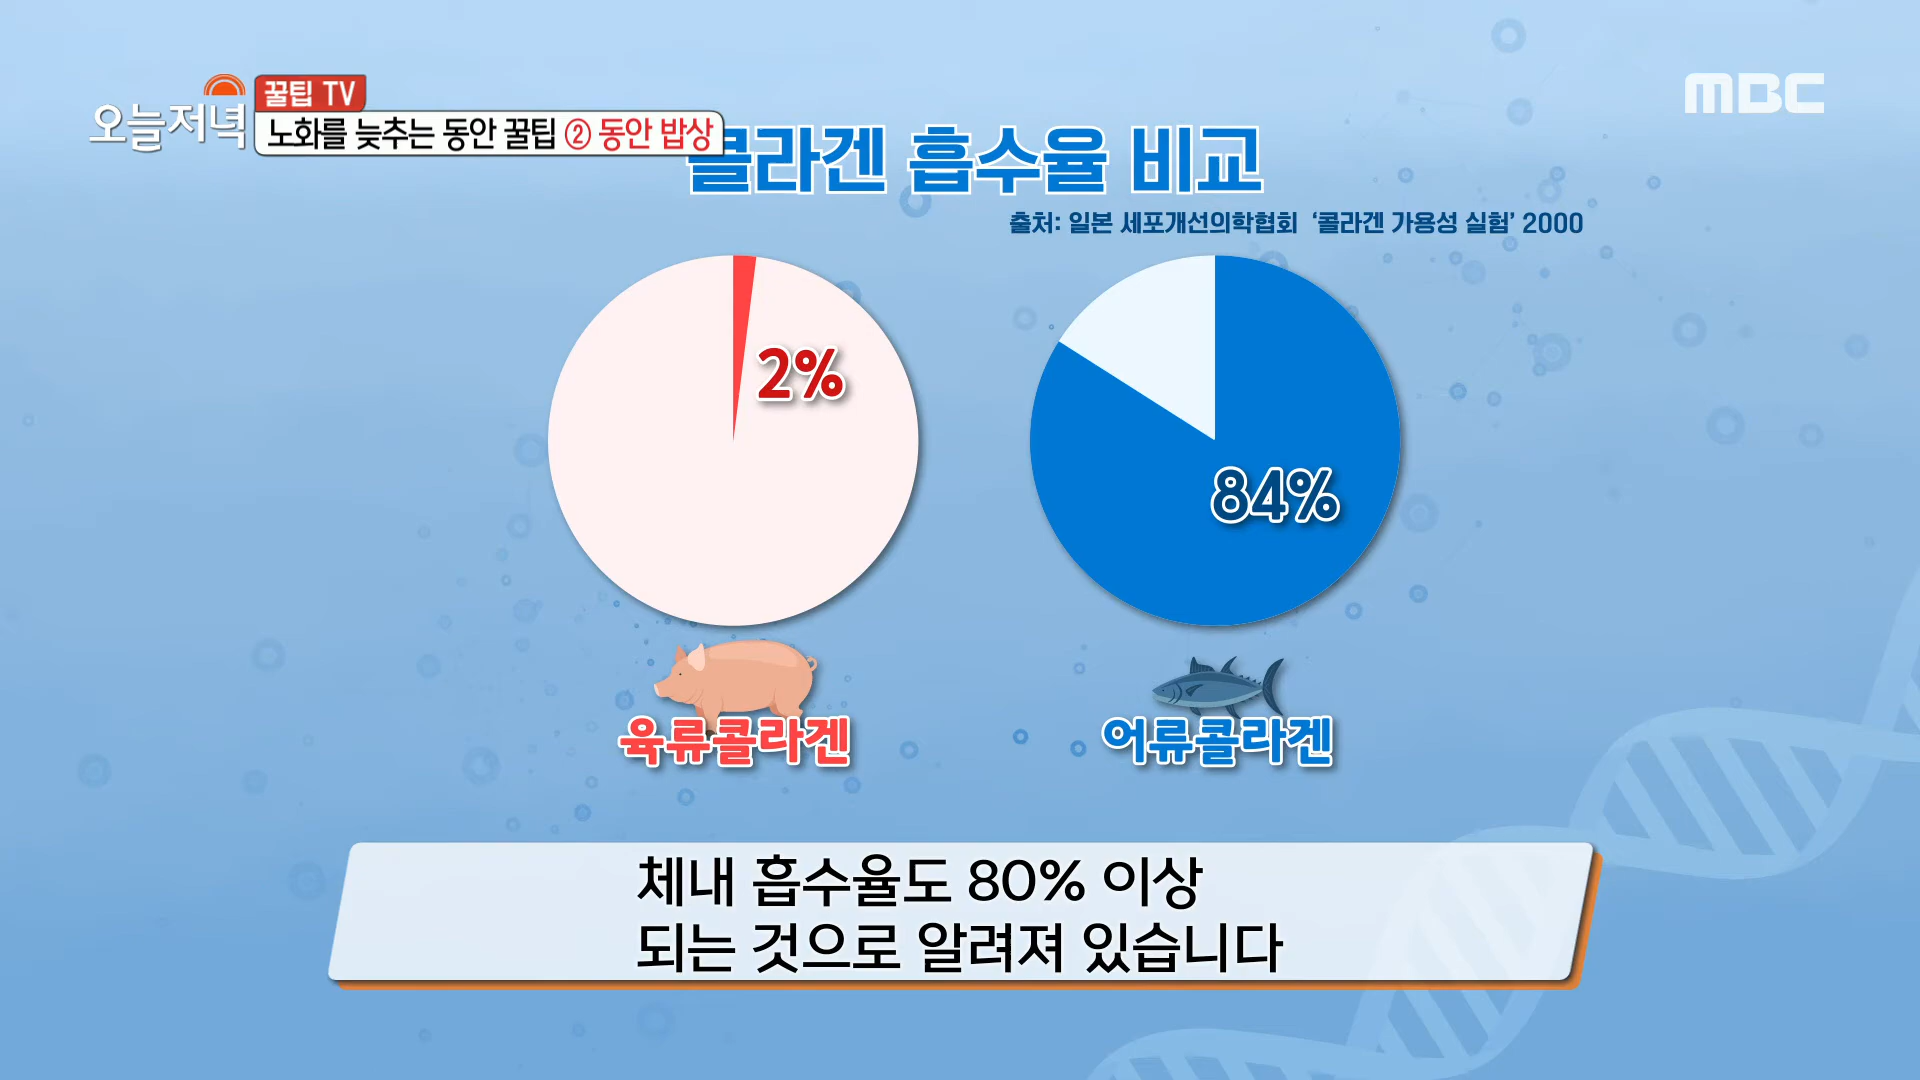 오늘저녁
꿀팁 TV
노화를 늦추는 동안 꿀팁 ② 동안 밥상
MBC
콜라겐 흡수율 비교
출처: 일본 세포개선의학협회 ‘콜라겐 가용성 실험’ 2000
2%
84%
육류콜라겐
어류콜라겐
체내 흡수율도 80% 이상
되는 것으로 알려져 있습니다